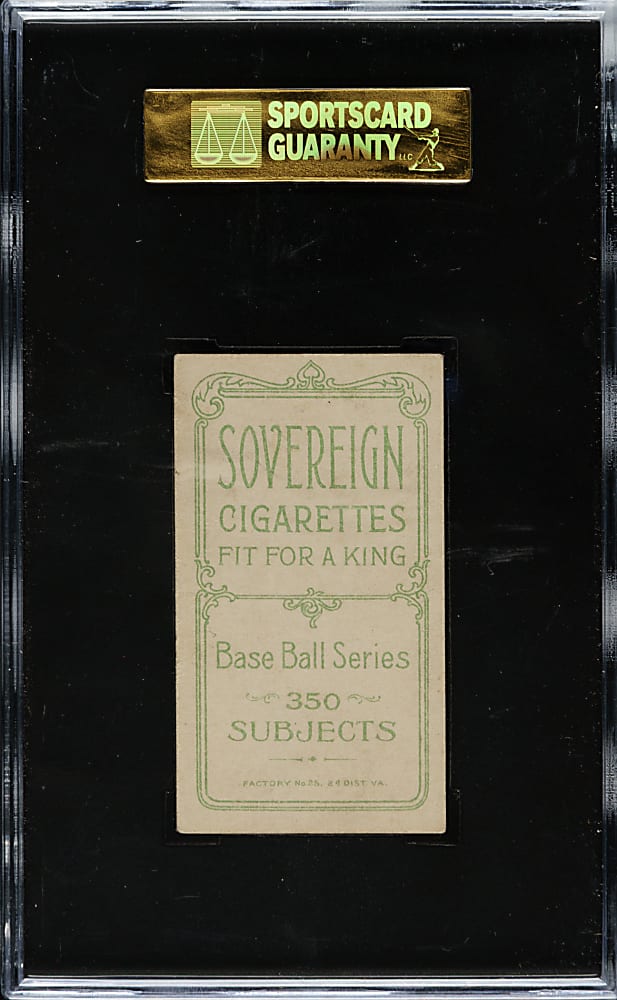 SPORTSCARD
GUARANTY LLC
SOVEREIGN
CIGARETTES
FIT FOR A KING
Base Ball Series
350
SUBJECTS
FACTORY No 25, 2d DIST. VA.